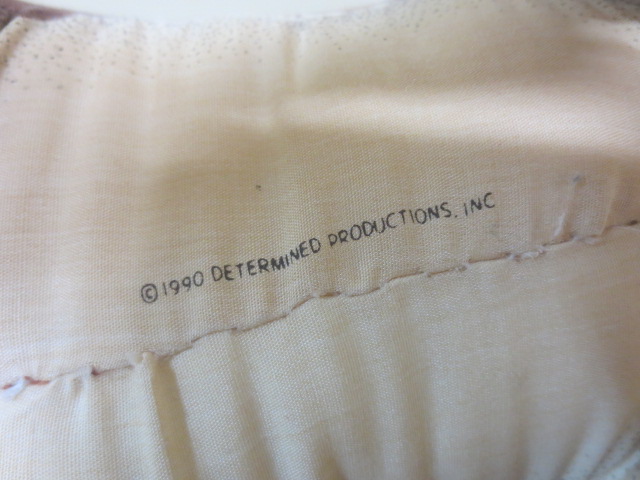 ©1990 DETERMINED PRODUCTIONS, INC